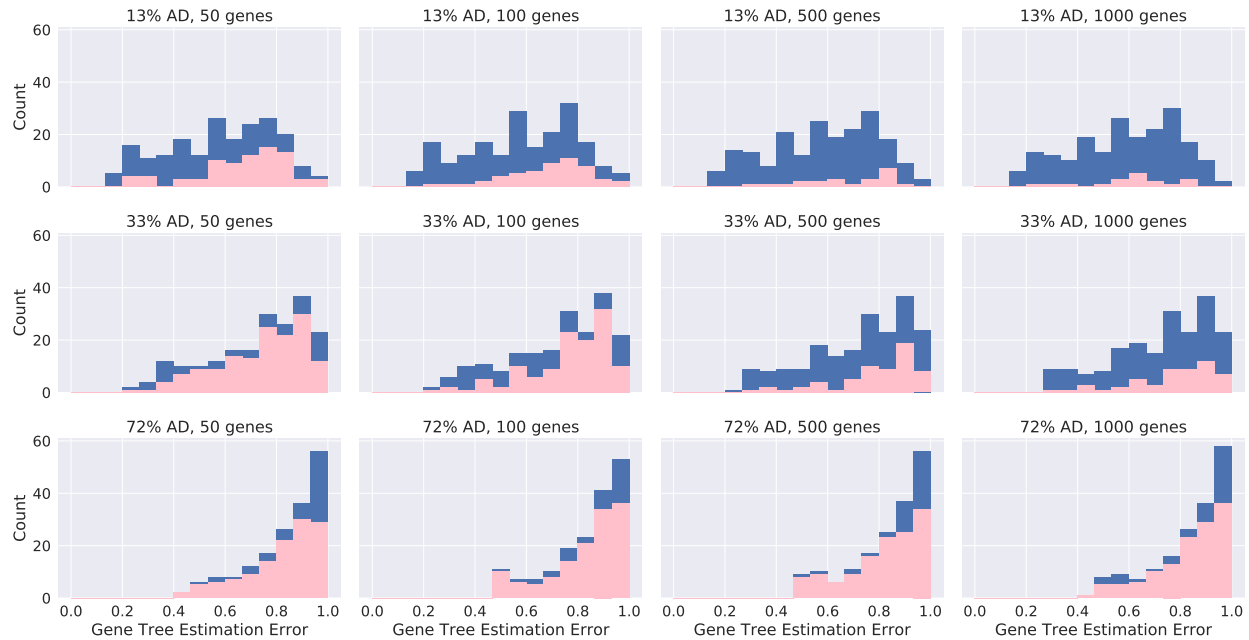 13% AD, 50 genes
13% AD, 100 genes
13% AD, 500 genes
13% AD, 1000 genes
60
40
20
0
Count
33% AD, 50 genes
33% AD, 100 genes
33% AD, 500 genes
33% AD, 1000 genes
60
40
20
0
Count
72% AD, 50 genes
72% AD, 100 genes
72% AD, 500 genes
72% AD, 1000 genes
60
40
20
0
Count
0.0 0.2 0.4 0.6 0.8 1.0
0.0 0.2 0.4 0.6 0.8 1.0
0.0 0.2 0.4 0.6 0.8 1.0
0.0 0.2 0.4 0.6 0.8 1.0
Gene Tree Estimation Error
Gene Tree Estimation Error
Gene Tree Estimation Error
Gene Tree Estimation Error